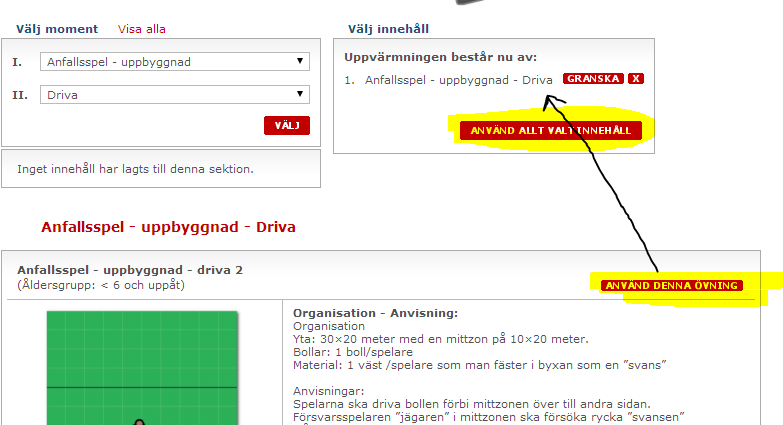 Välj moment Visa alla
I. Anfallsspel - uppbyggnad
II. Driva
VÄLJ
Inget innehåll har lagts till denna sektion.
Välj innehåll
Uppvärmningen består nu av:
1. Anfallsspel - uppbyggnad - Driva GRANSKA X
ANVÄND ALLT VALT INNEHÅLL
Anfallsspel - uppbyggnad - Driva
Anfallsspel - uppbyggnad - driva 2
(Åldersgrupp: < 6 och uppåt)
ANVÄND DENNA ÖVNING
Organisation - Anvisning:
Organisation
Yta: 30×20 meter med en mittzon på 10×20 meter.
Bollar: 1 boll/spelare
Material: 1 väst /spelare som man fäster i byxan som en ”svans”
Anvisningar:
Spelarna ska driva bollen förbi mittzonen över till andra sidan.
Försvarsspelaren ”jägaren” i mittzonen ska försöka rycka ”svansen”